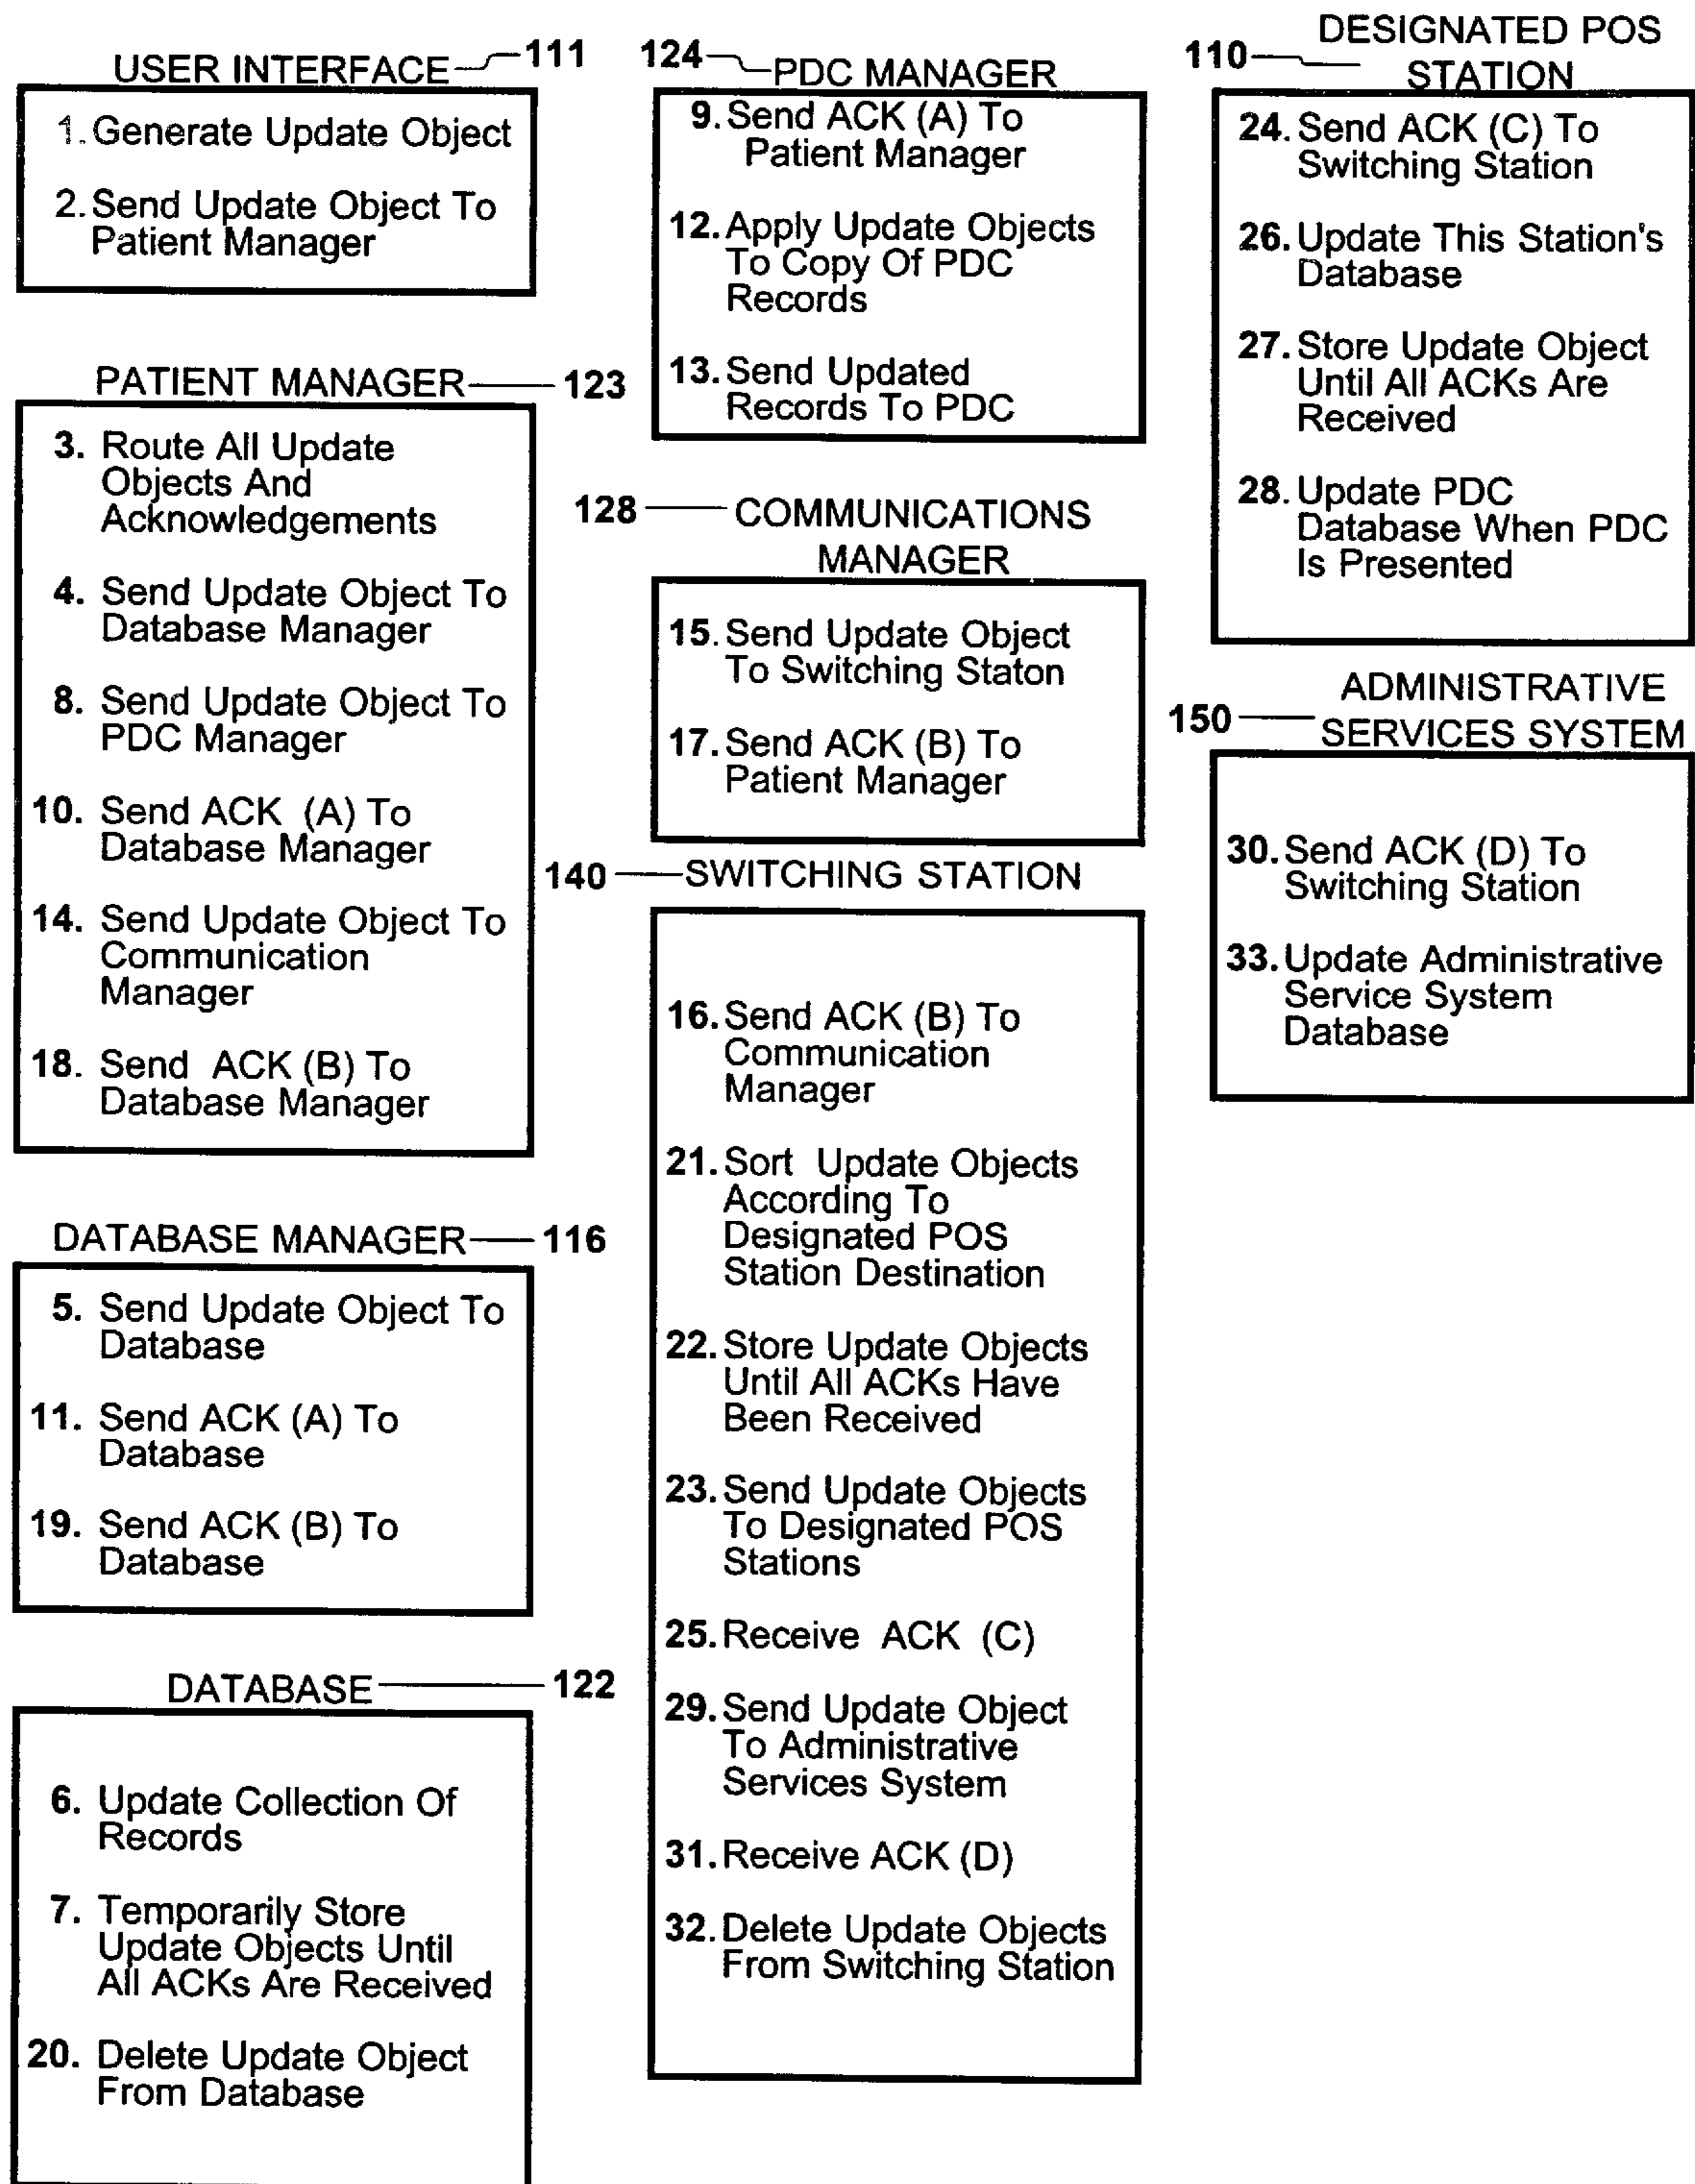 USER INTERFACE 111
1. Generate Update Object
2. Send Update Object To
Patient Manager
PATIENT MANAGER 123
3. Route All Update
Objects And
Acknowledgements
4. Send Update Object To
Database Manager
8. Send Update Object To
PDC Manager
10. Send ACK (A) To
Database Manager
14. Send Update Object To
Communication
Manager
18. Send ACK (B) To
Database Manager
DATABASE MANAGER 116
5. Send Update Object To
Database
11. Send ACK (A) To
Database
19. Send ACK (B) To
Database
DATABASE 122
6. Update Collection Of
Records
7. Temporarily Store
Update Objects Until
All ACKs Are Received
20. Delete Update Object
From Database
124 PDC MANAGER
9. Send ACK (A) To
Patient Manager
12. Apply Update Objects
To Copy Of PDC
Records
13. Send Updated
Records To PDC
128 COMMUNICATIONS
MANAGER
15. Send Update Object
To Switching Staton
17. Send ACK (B) To
Patient Manager
140 SWITCHING STATION
16. Send ACK (B) To
Communication
Manager
21. Sort Update Objects
According To
Designated POS
Station Destination
22. Store Update Objects
Until All ACKs Have
Been Received
23. Send Update Objects
To Designated POS
Stations
25. Receive ACK (C)
29. Send Update Object
To Administrative
Services System
31. Receive ACK (D)
32. Delete Update Objects
From Switching Station
DESIGNATED POS
110 STATION
24. Send ACK (C) To
Switching Station
26. Update This Station's
Database
27. Store Update Object
Until All ACKs Are
Received
28. Update PDC
Database When PDC
Is Presented
ADMINISTRATIVE
150 SERVICES SYSTEM
30. Send ACK (D) To
Switching Station
33. Update Administrative
Service System
Database